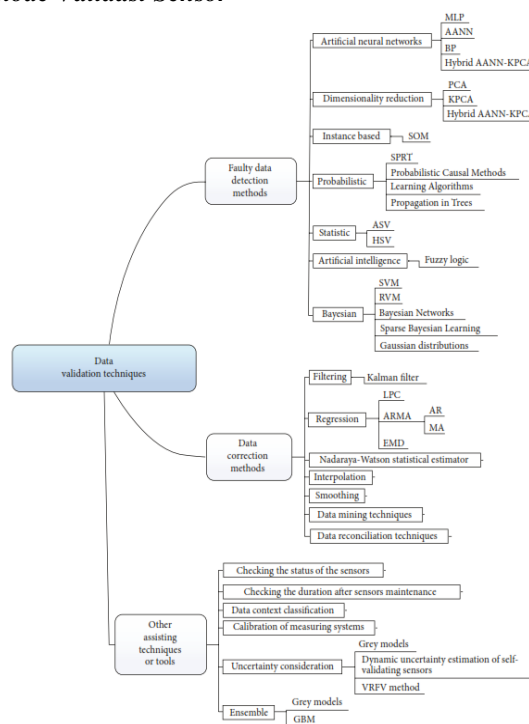 MLP
AANN
Artificial neural networks
BP
Hybrid AANN-KPCA
PCA
Dimensionality reduction
KPCA
Hybrid AANN-KPCA
Instance based
SOM
Faulty data
detection
methods
SPRT
Probabilistic Causal Methods
Probabilistic
Learning Algorithms
Propagation in Trees
ASV
Statistic
HSV
Artificial intelligence
Fuzzy logic
SVM
RVM
Bayesian
Bayesian Networks
Sparse Bayesian Learning
Gaussian distributions
Data
validation techniques
Filtering
Kalman filter
LPC
Regression
ARMA
AR
MA
EMD
Data
correction
methods
Nadaraya-Watson statistical estimator
Interpolation
Smoothing
Data mining techniques
Data reconciliation techniques
Checking the status of the sensors
Checking the duration after sensors maintenance
Data context classification
Calibration of measuring systems
Other
assisting
techniques
or tools
Grey models
Uncertainty consideration
Dynamic uncertainty estimation of self-
validating sensors
VRFV method
Grey models
Ensemble
GBM